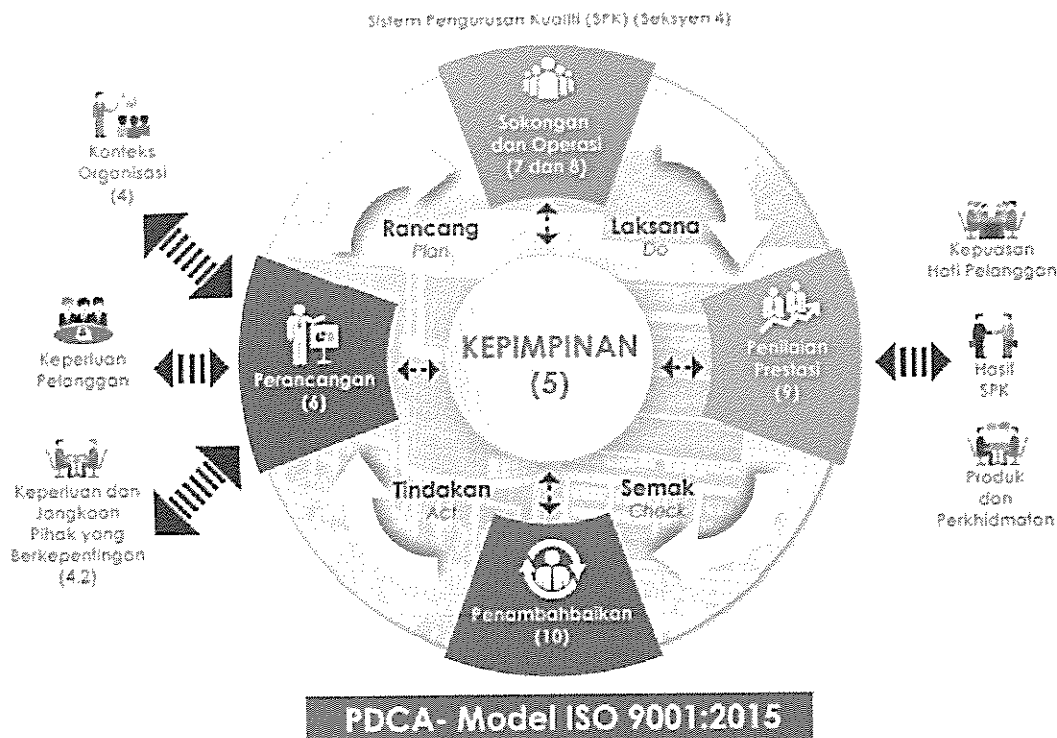 Sistem Pengurusan Kualiti (SPK) (Seksyen 4)
Sokongan
dan Operasi
(7 dan 8)
Konteks
Organisasi
(4)
Rancang
Plan
Laksana
Do
Kepuasan
Hati Pelanggan
Keperluan
Pelanggan
Perancangan
(6)
KEPIMPINAN
(5)
Penilaian
Prestasi
(9)
Hasil
SPK
Keperluan dan
Jangkaan
Pihak yang
Berkepentingan
(4.2)
Tindakan
Act
Semak
Check
Produk
dan
Perkhidmatan
Penambahbaikan
(10)
PDCA- Model ISO 9001:2015